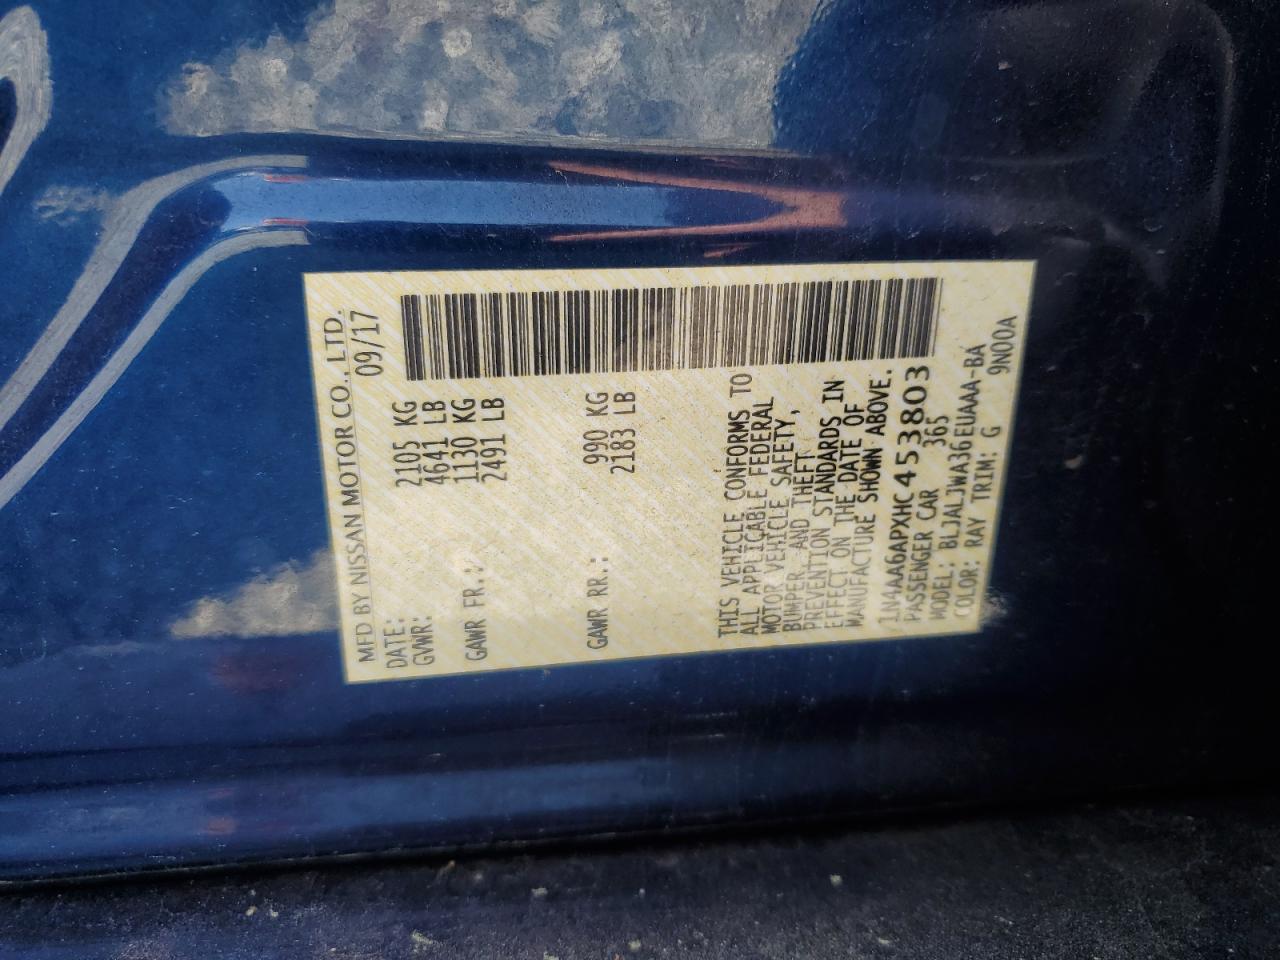 MFD BY NISSAN MOTOR CO., LTD.
DATE: 09/17
GVWR: 2105 KG
4641 LB
GAWR FR.: 1130 KG
2491 LB
GAWR RR.: 990 KG
2183 LB
THIS VEHICLE CONFORMS TO
ALL APPLICABLE FEDERAL
MOTOR VEHICLE SAFETY,
BUMPER, AND THEFT
PREVENTION STANDARDS IN
EFFECT ON THE DATE OF
MANUFACTURE SHOWN ABOVE.
1N4AA6APXHC453803
PASSENGER CAR 365
MODEL: BLJALJWA36EUAAA-BA
COLOR: RAY TRIM: G 9N00A